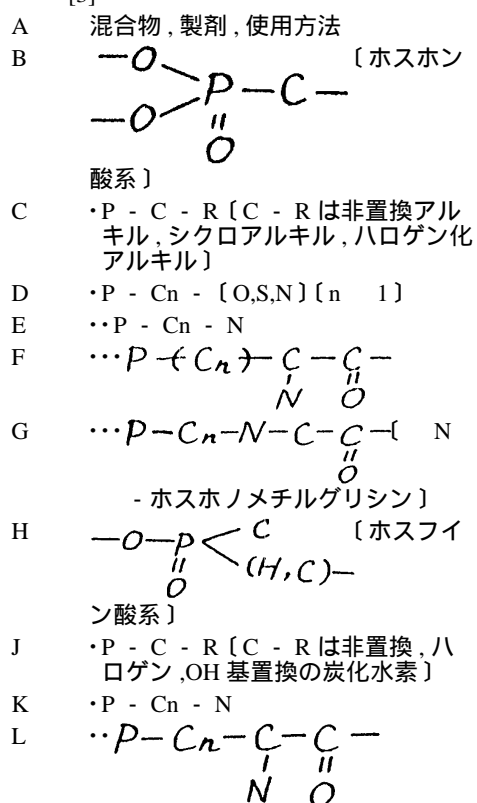 [3]
A 混合物 , 製剤 , 使用方法
B —O
P—C— 〔ホスホン
—O
O
酸系〕
C ・P - C - R〔C - R は非置換アル
キル , シクロアルキル , ハロゲン化
アルキル〕
D ・P - Cn - 〔O,S,N〕〔n 1〕
E ・・P - Cn - N
F ・・・P-(Cn)-C-C-
N O
G ・・・P-Cn-N-C-C-〔 N
O
- ホスホノメチルグリシン〕
H —O—P C 〔ホスフイ
O (H,C)—
ン酸系〕
J ・P - C - R〔C - R は非置換 , ハ
ロゲン ,OH 基置換の炭化水素〕
K ・P - Cn - N
L ・・P-Cn-C-C-
N O